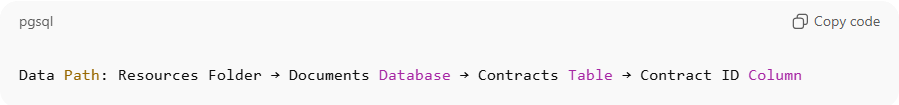 pgsql
Copy code
Data Path: Resources Folder → Documents Database → Contracts Table → Contract ID Column